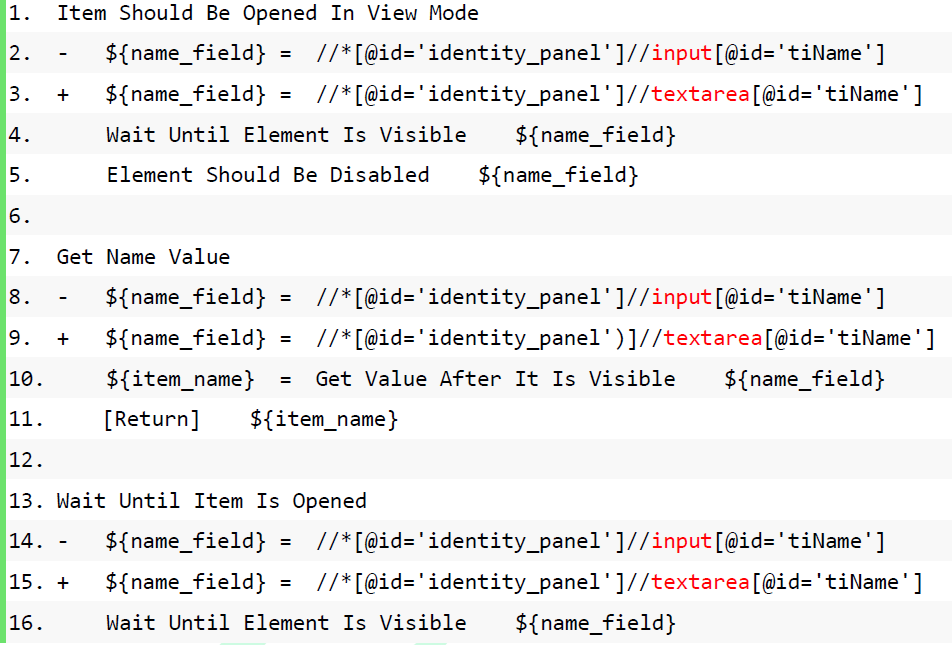 1. Item Should Be Opened In View Mode
2. - ${name_field} = //*[@id='identity_panel']//input[@id='tiName']
3. + ${name_field} = //*[@id='identity_panel']//textarea[@id='tiName']
4. Wait Until Element Is Visible ${name_field}
5. Element Should Be Disabled ${name_field}
6.
7. Get Name Value
8. - ${name_field} = //*[@id='identity_panel']//input[@id='tiName']
9. + ${name_field} = //*[@id='identity_panel')]//textarea[@id='tiName']
10. ${item_name} = Get Value After It Is Visible ${name_field}
11. [Return] ${item_name}
12.
13. Wait Until Item Is Opened
14. - ${name_field} = //*[@id='identity_panel']//input[@id='tiName']
15. + ${name_field} = //*[@id='identity_panel']//textarea[@id='tiName']
16. Wait Until Element Is Visible ${name_field}